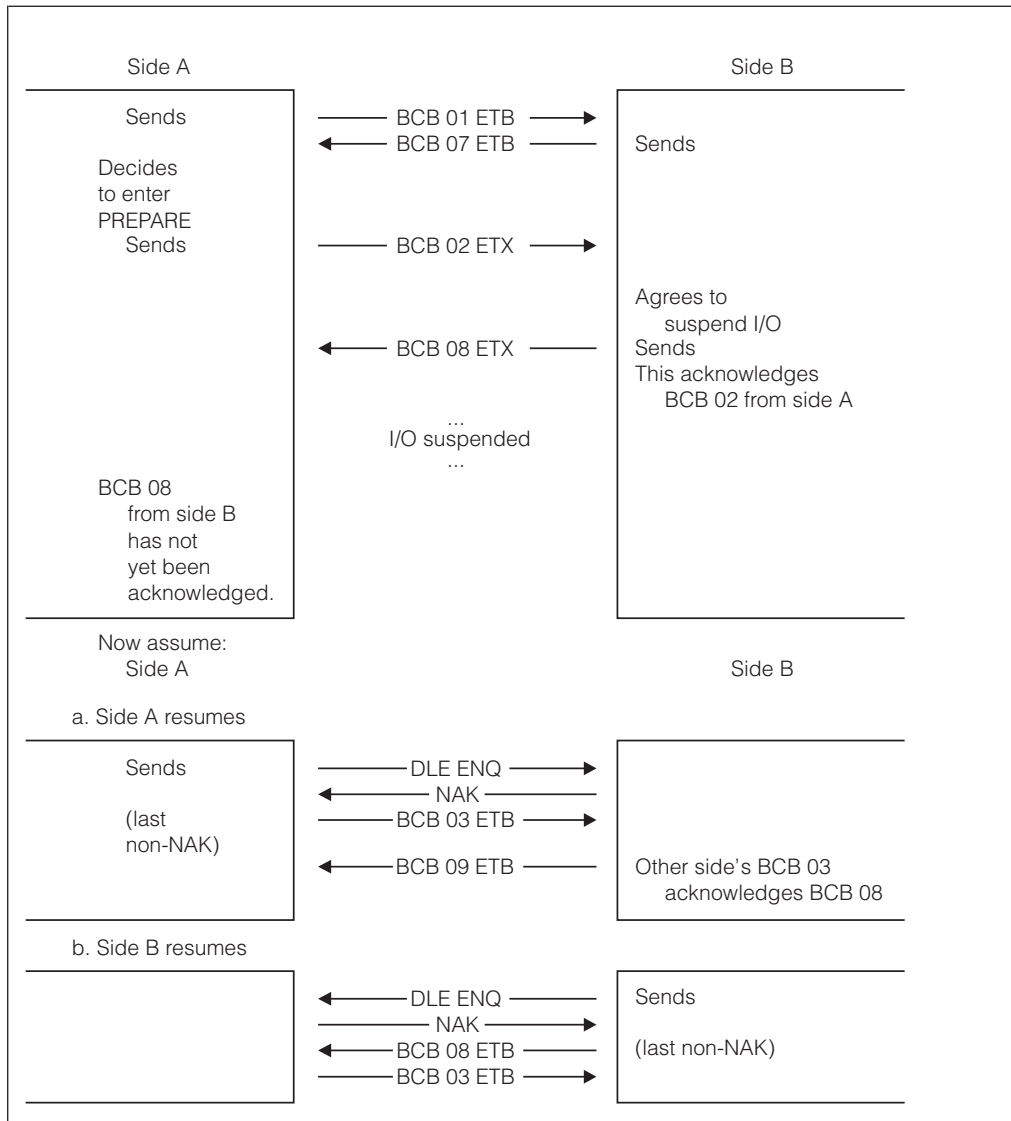 Side A Side B
Sends BCB 01 ETB
BCB 07 ETB Sends
Decides
to enter
PREPARE
Sends BCB 02 ETX
Agrees to
suspend I/O
BCB 08 ETX Sends
This acknowledges
BCB 02 from side A
...
I/O suspended
...
BCB 08
from side B
has not
yet been
acknowledged.
Now assume:
Side A Side B
a. Side A resumes
Sends DLE ENQ
NAK
(last BCB 03 ETB
non-NAK)
BCB 09 ETB Other side's BCB 03
acknowledges BCB 08
b. Side B resumes
DLE ENQ Sends
NAK
BCB 08 ETB (last non-NAK)
BCB 03 ETB